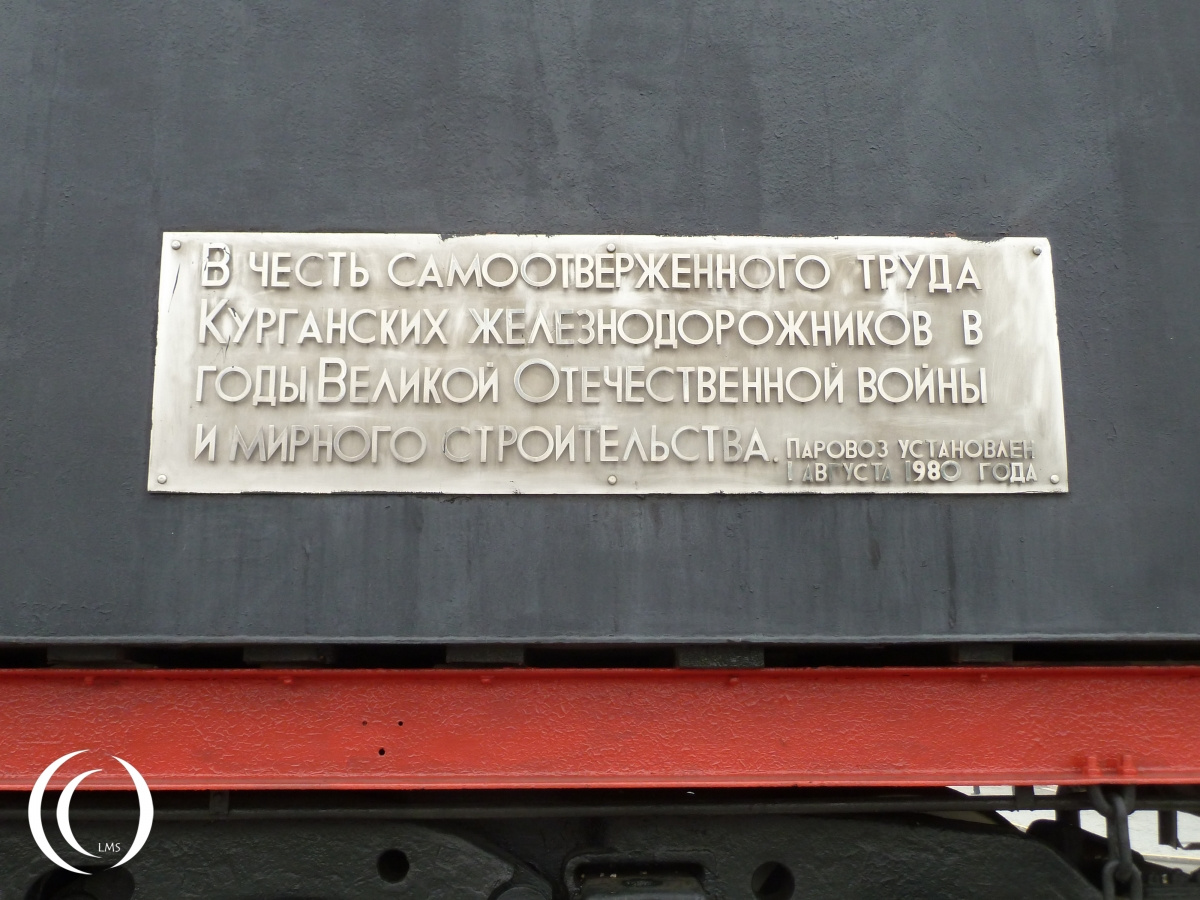 В ЧЕСТЬ САМООТВЕРЖЕННОГО ТРУДА
КУРГАНСКИХ ЖЕЛЕЗНОДОРОЖНИКОВ В
ГОДЫ ВЕЛИКОЙ ОТЕЧЕСТВЕННОЙ ВОЙНЫ
И МИРНОГО СТРОИТЕЛЬСТВА.
ПАРОВОЗ УСТАНОВЛЕН
1 АВГУСТА 1980 ГОДА
LMS